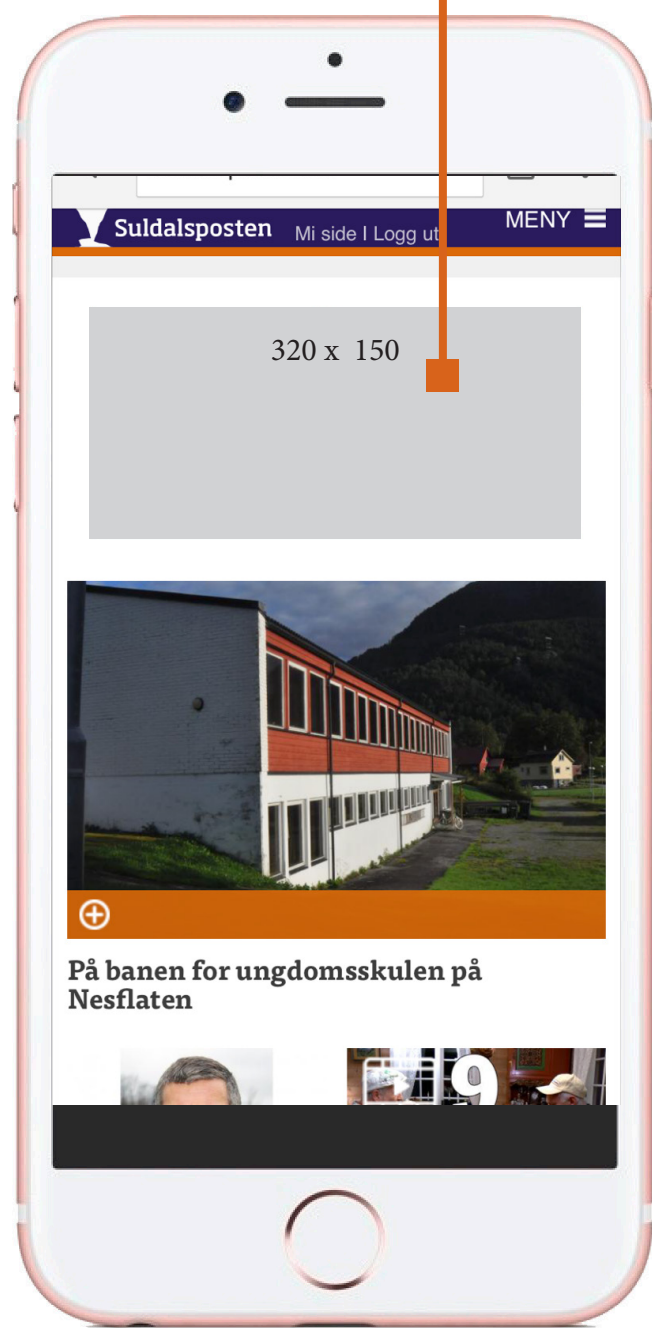 Suldalsposten Mi side I Logg ut MENY
320 x 150
På banen for ungdomsskulen på
Nesflaten
9